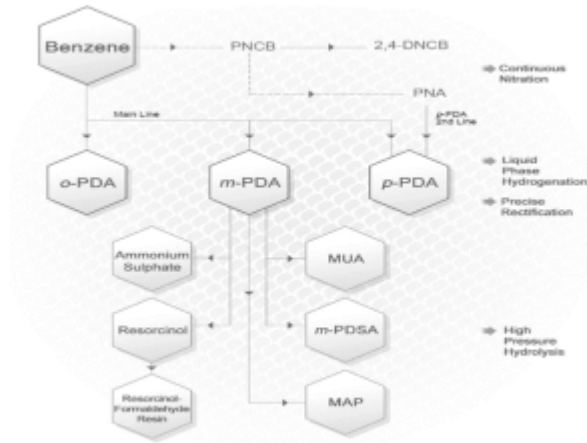 Benzene
PNCB
2,4-DNCB
Continuous
Nitration
PNA
Main Line
p-PDA
2nd Line
o-PDA
m-PDA
p-PDA
Liquid
Phase
Hydrogenation
Precise
Rectification
Ammonium
Sulphate
MUA
Resorcinol
m-PDSA
High
Pressure
Hydrolysis
Resorcinol-
Formaldehyde
Resin
MAP